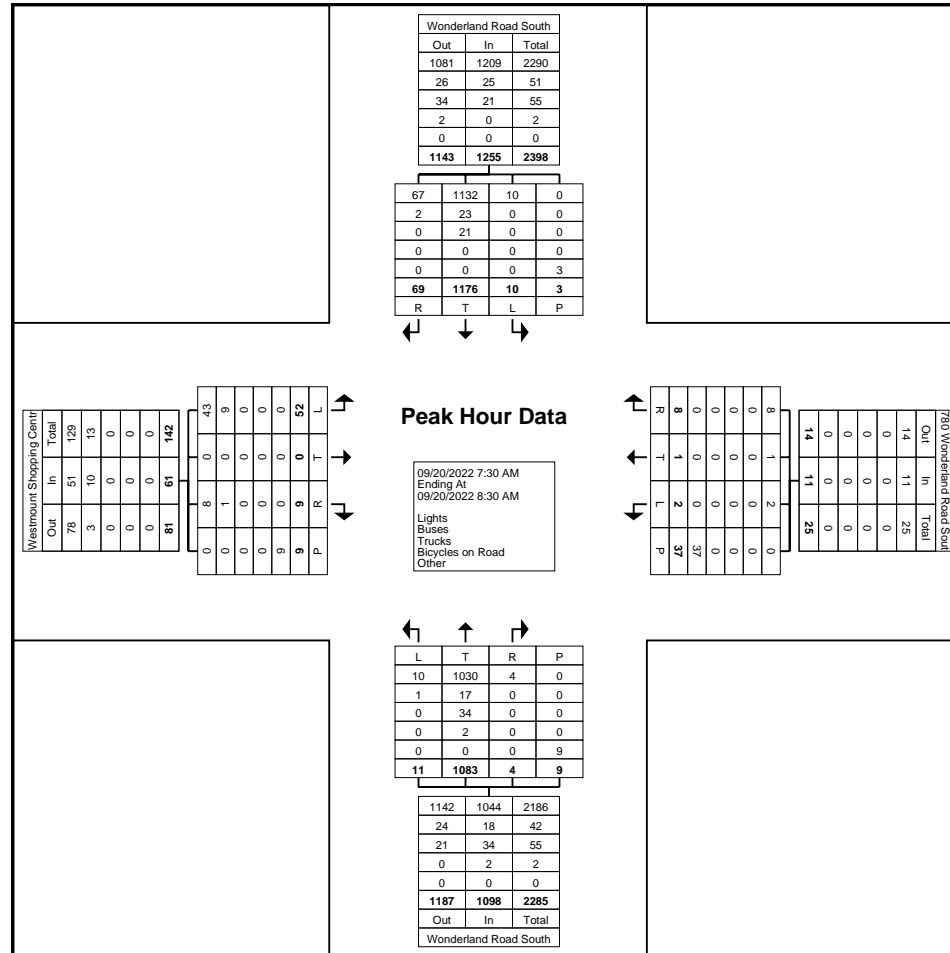 Wonderland Road South
Out In Total
1081 1209 2290
26 25 51
34 21 55
2 0 2
0 0 0
1143 1255 2398
67 1132 10 0
2 23 0 0
0 21 0 0
0 0 0 0
0 0 0 3
69 1176 10 3
R T L P
Westmount Shopping Centr
Total In Out
129 51 78
13 10 3
0 0 0
0 0 0
0 0 0
142 61 81
43 9 0 0 0 52 L
0 0 0 0 0 0 T
8 1 0 0 0 9 R
0 0 0 0 9 9 P
Peak Hour Data
09/20/2022 7:30 AM
Ending At
09/20/2022 8:30 AM
Lights
Buses
Trucks
Bicycles on Road
Other
R 8 0 0 0 0 8
T 1 0 0 0 0 1
L 2 0 0 0 0 2
P 37 37 0 0 0 0
780 Wonderland Road Sout
Out In Total
14 11 25
0 0 0
0 0 0
0 0 0
0 0 0
14 11 25
L T R P
10 1030 4 0
1 17 0 0
0 34 0 0
0 2 0 0
0 0 0 9
11 1083 4 9
1142 1044 2186
24 18 42
21 34 55
0 2 2
0 0 0
1187 1098 2285
Out In Total
Wonderland Road South